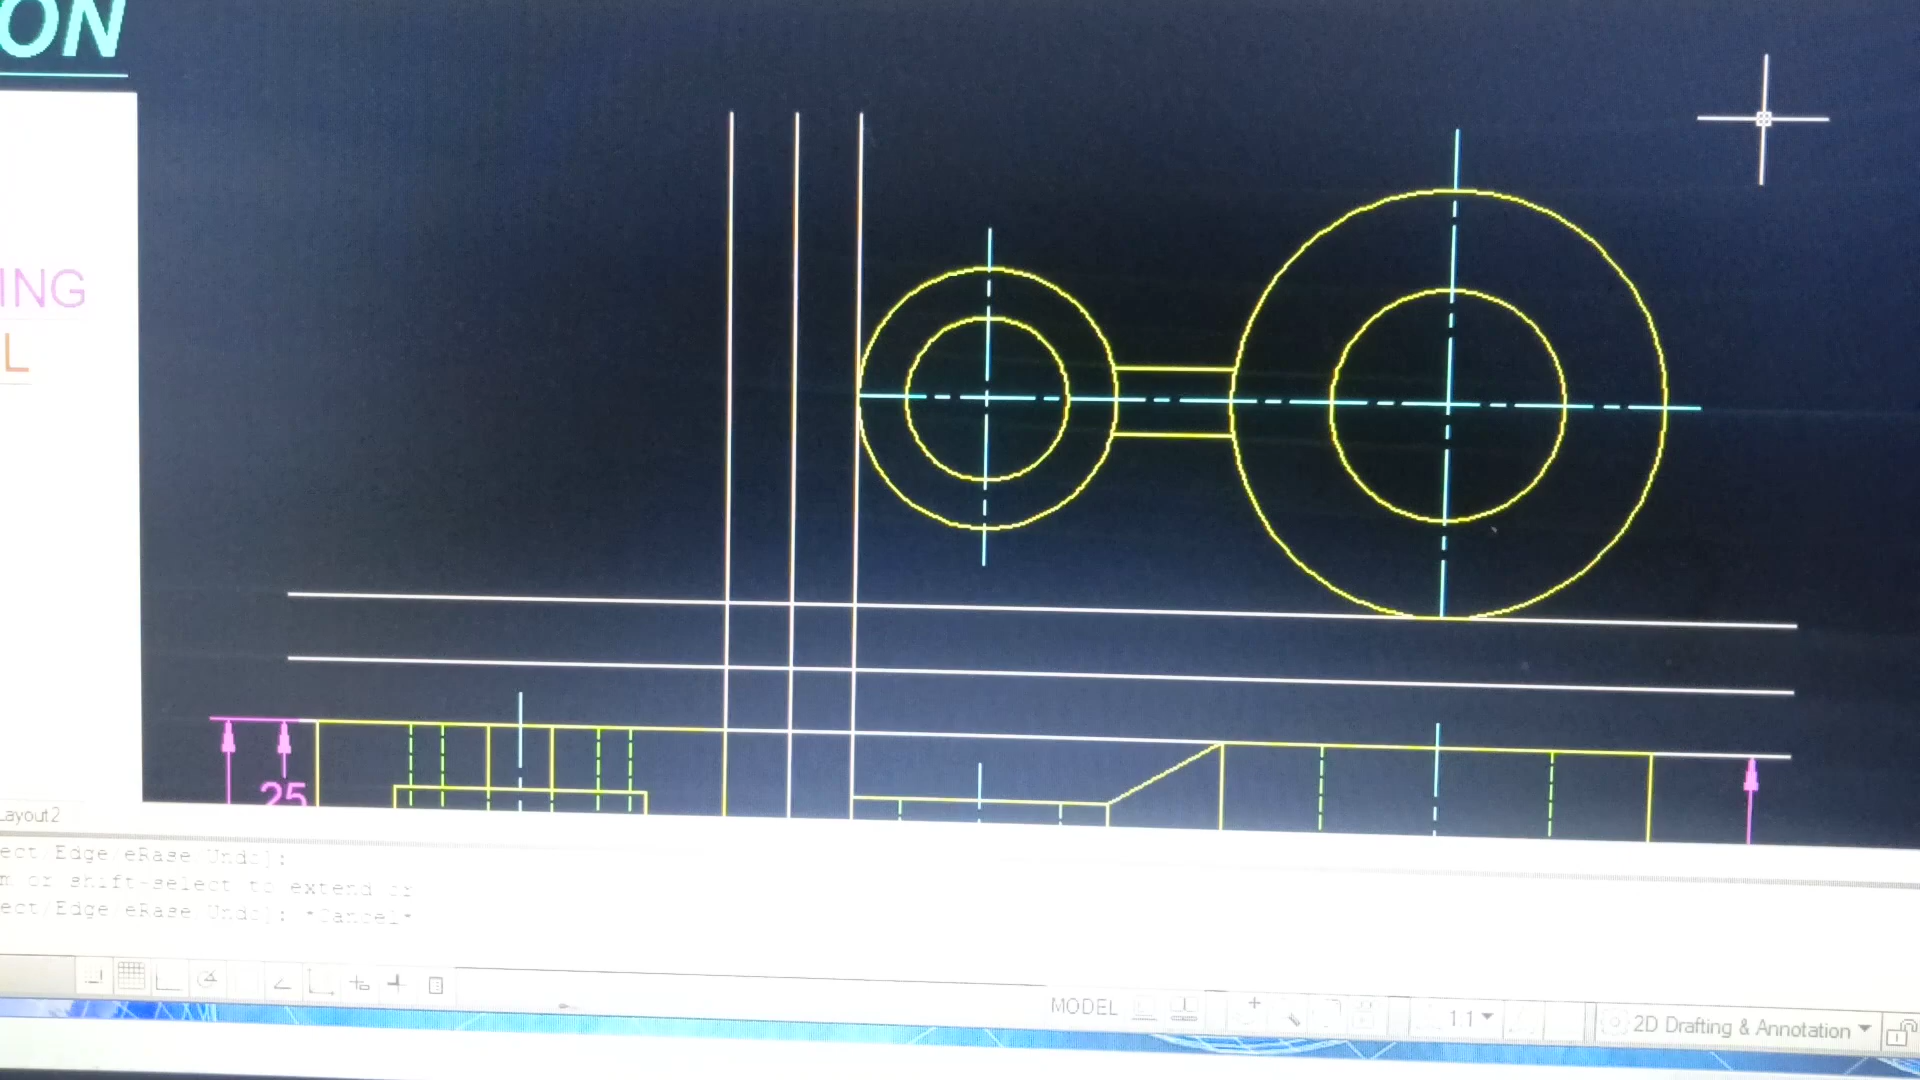 ON
ING
L
25
Layout2
ect/Edge/eRase/Undo]:
m or shift-select to extend or
ect/Edge/eRase/Undo]: *Cancel*
MODEL
1:1
2D Drafting & Annotation